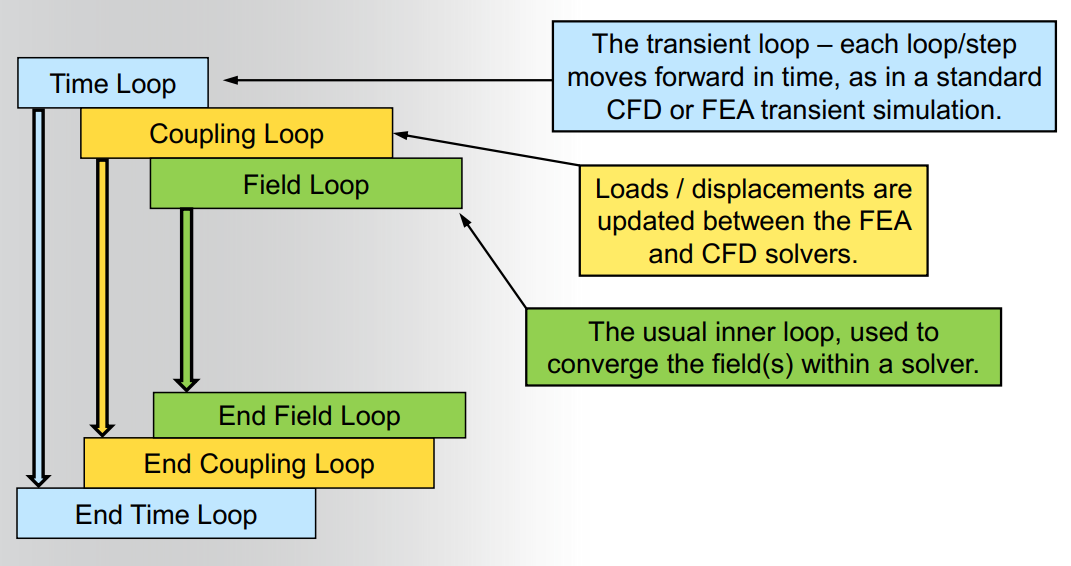 Time Loop
Coupling Loop
Field Loop
End Field Loop
End Coupling Loop
End Time Loop
The transient loop – each loop/step
moves forward in time, as in a standard
CFD or FEA transient simulation.
Loads / displacements are
updated between the FEA
and CFD solvers.
The usual inner loop, used to
converge the field(s) within a solver.